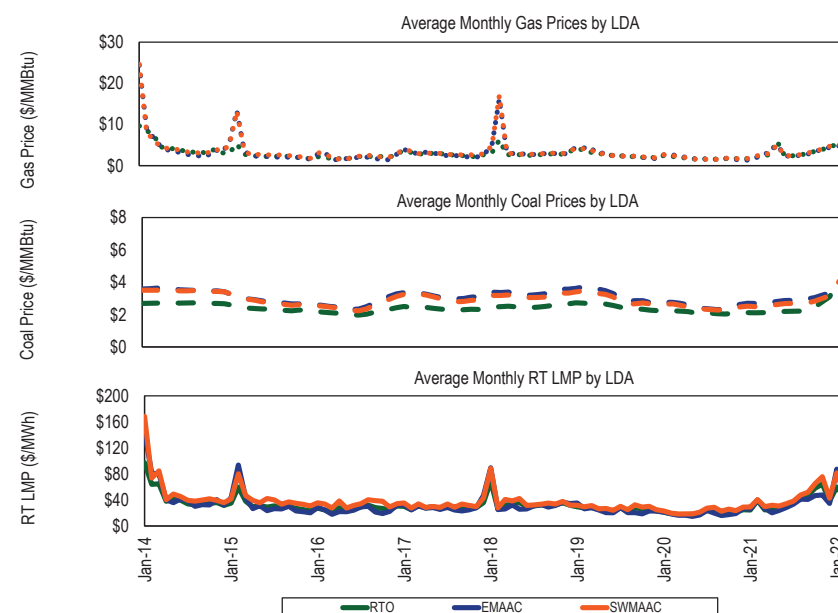 Average Monthly Gas Prices by LDA
Gas Price ($/MMBtu)
$30
$20
$10
$0
Average Monthly Coal Prices by LDA
Coal Price ($/MMBtu)
$8
$6
$4
$2
$0
Average Monthly RT LMP by LDA
RT LMP ($/MWh)
$200
$160
$120
$80
$40
$0
Jan-14
Jan-15
Jan-16
Jan-17
Jan-18
Jan-19
Jan-20
Jan-21
Jan-22
RTO
EMAAC
SWMAAC